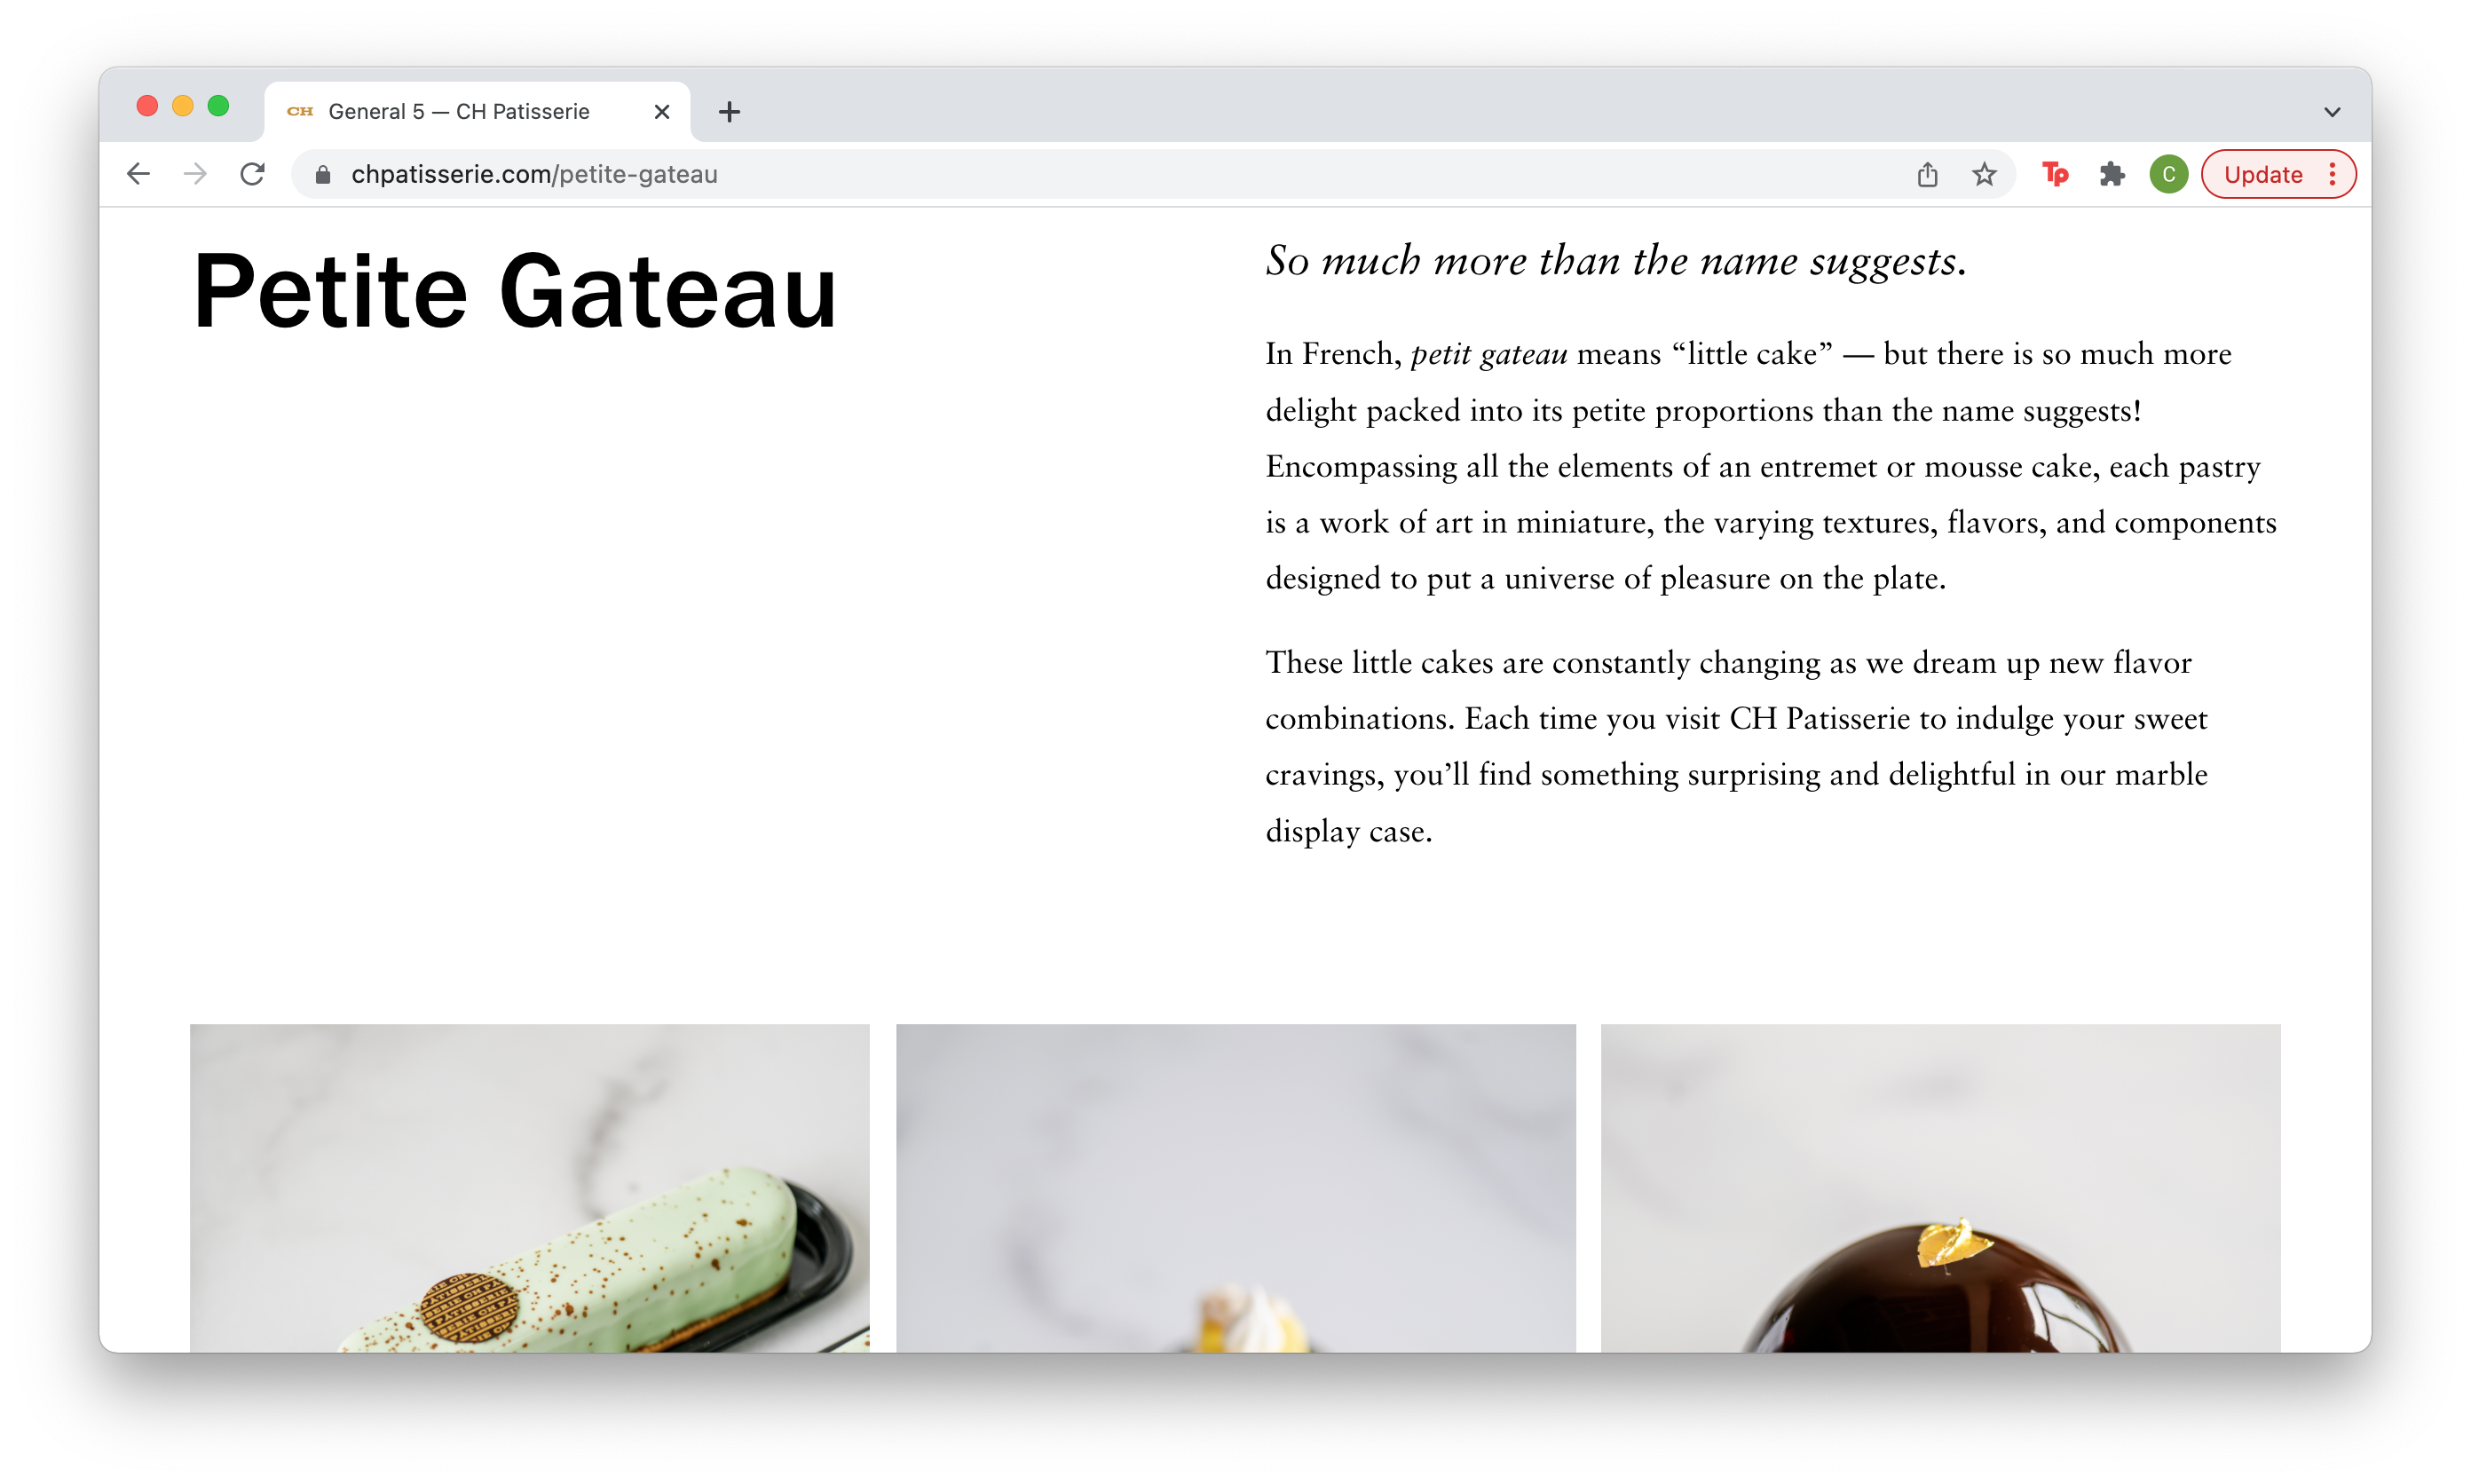 CH General 5 — CH Patisserie
chpatisserie.com/petite-gateau
Tp
C
Update
Petite Gateau
So much more than the name suggests.
In French, petit gateau means “little cake” — but there is so much more
delight packed into its petite proportions than the name suggests!
Encompassing all the elements of an entremet or mousse cake, each pastry
is a work of art in miniature, the varying textures, flavors, and components
designed to put a universe of pleasure on the plate.
These little cakes are constantly changing as we dream up new flavor
combinations. Each time you visit CH Patisserie to indulge your sweet
cravings, you’ll find something surprising and delightful in our marble
display case.